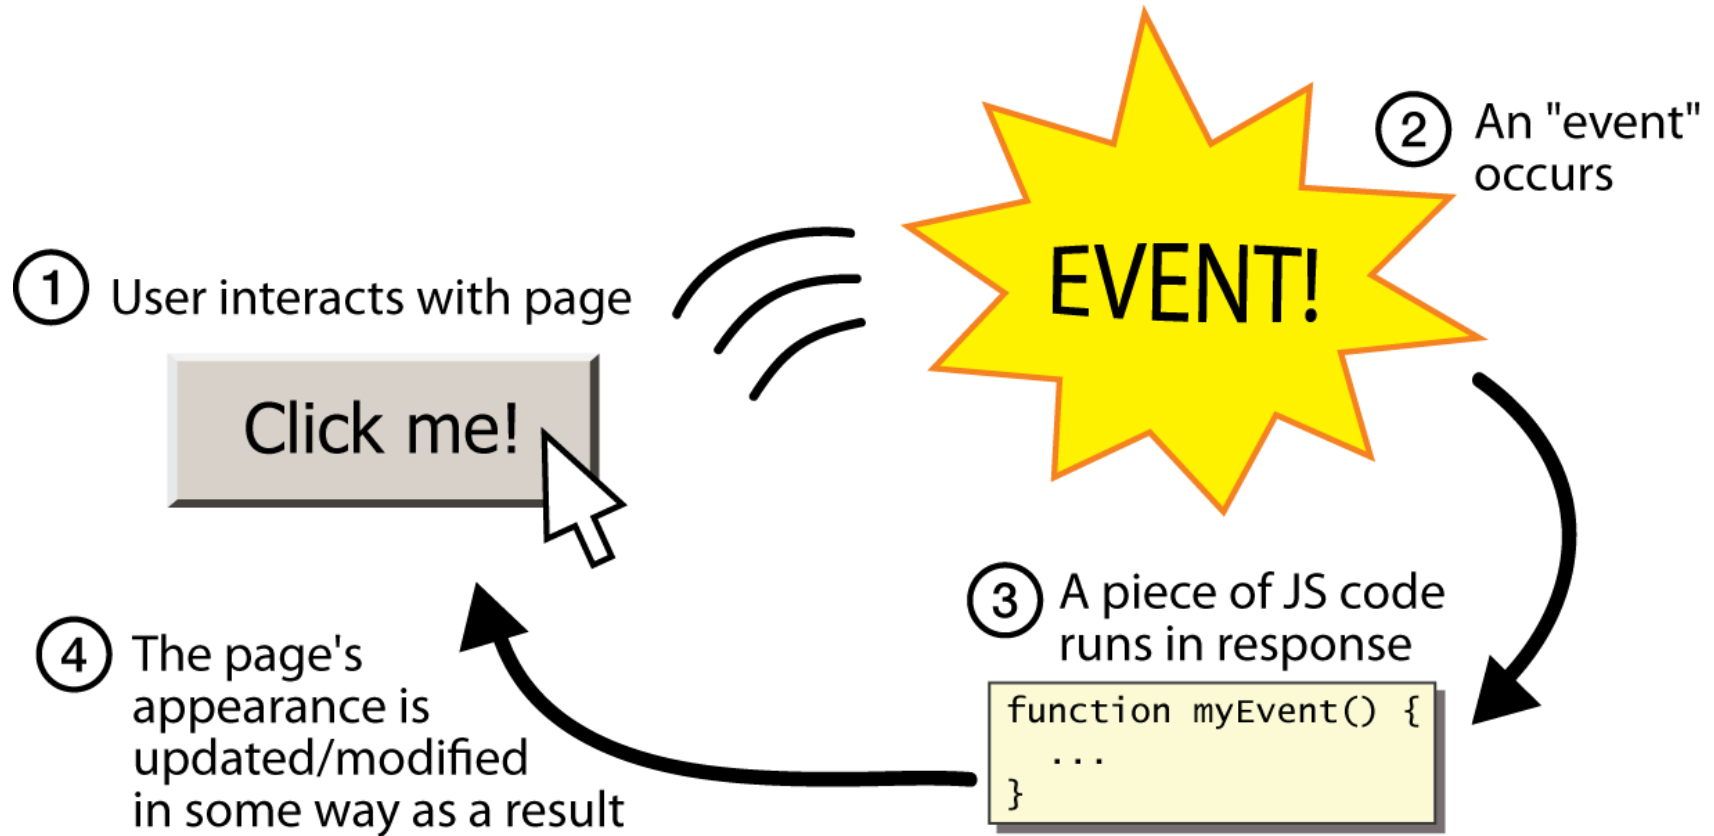 1 User interacts with page
Click me!
EVENT!
2 An "event"
occurs
3 A piece of JS code
runs in response
function myEvent() {
...
}
4 The page's
appearance is
updated/modified
in some way as a result